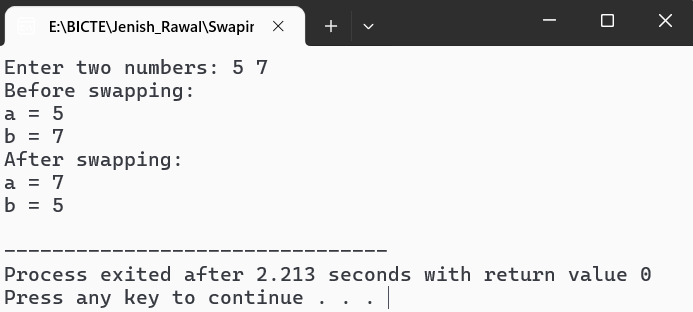 E:\BICTE\Jenish_Rawal\Swapir
Enter two numbers: 5 7
Before swapping:
a = 5
b = 7
After swapping:
a = 7
b = 5
--------------------------------
Process exited after 2.213 seconds with return value 0
Press any key to continue . . .